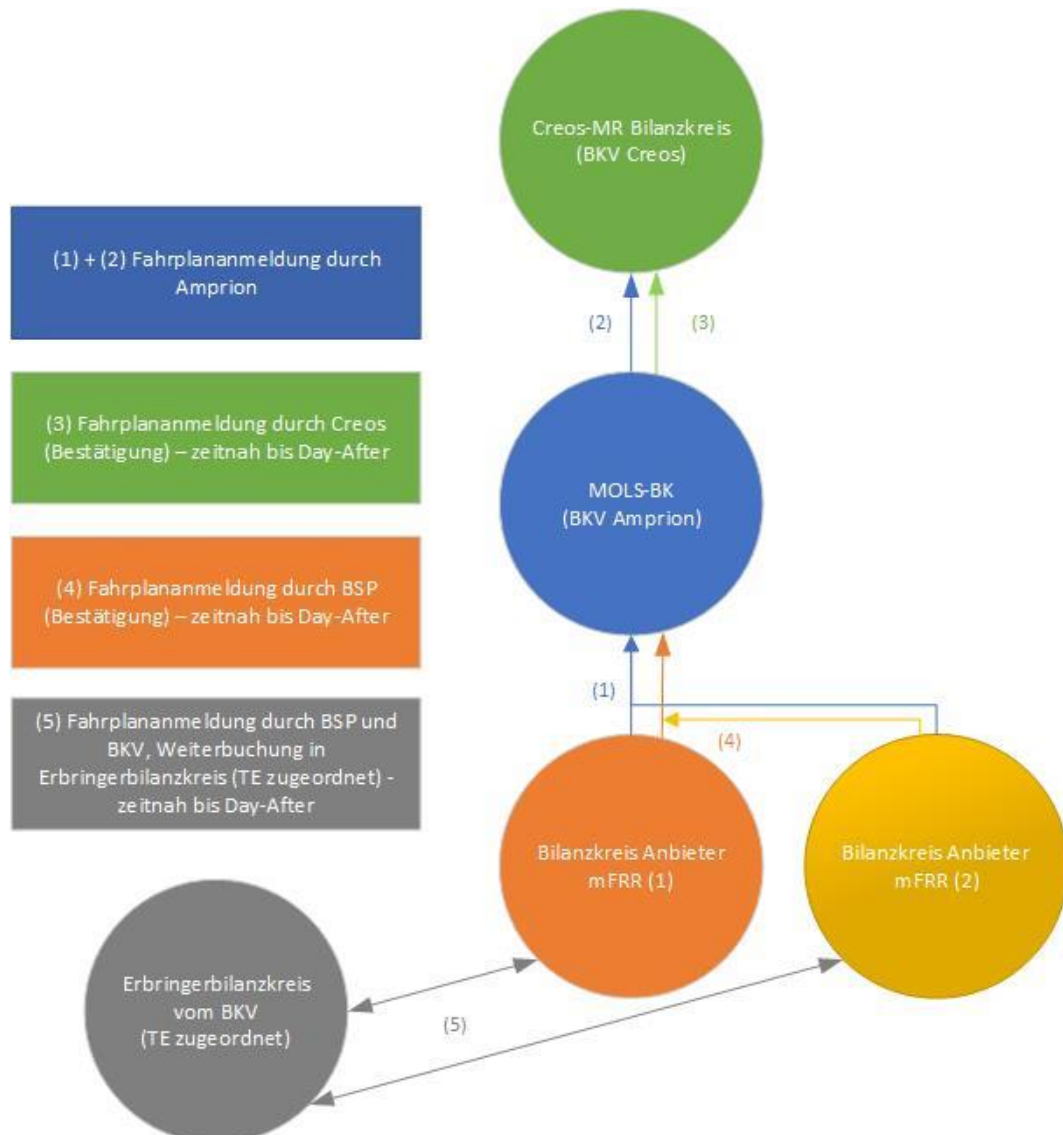 Creos-MR Bilanzkreis
(BKV Creos)
(1) + (2) Fahrplananmeldung durch
Amprion
(2)
(3)
(3) Fahrplananmeldung durch Creos
(Bestätigung) – zeitnah bis Day-After
MOLS-BK
(BKV Amprion)
(4) Fahrplananmeldung durch BSP
(Bestätigung) – zeitnah bis Day-After
(1)
(4)
(5) Fahrplananmeldung durch BSP und
BKV, Weiterbuchung in
Erbringerbilanzkreis (TE zugeordnet) -
zeitnah bis Day-After
Bilanzkreis Anbieter
mFRR (1)
Bilanzkreis Anbieter
mFRR (2)
Erbringerbilanzkreis
vom BKV
(TE zugeordnet)
(5)